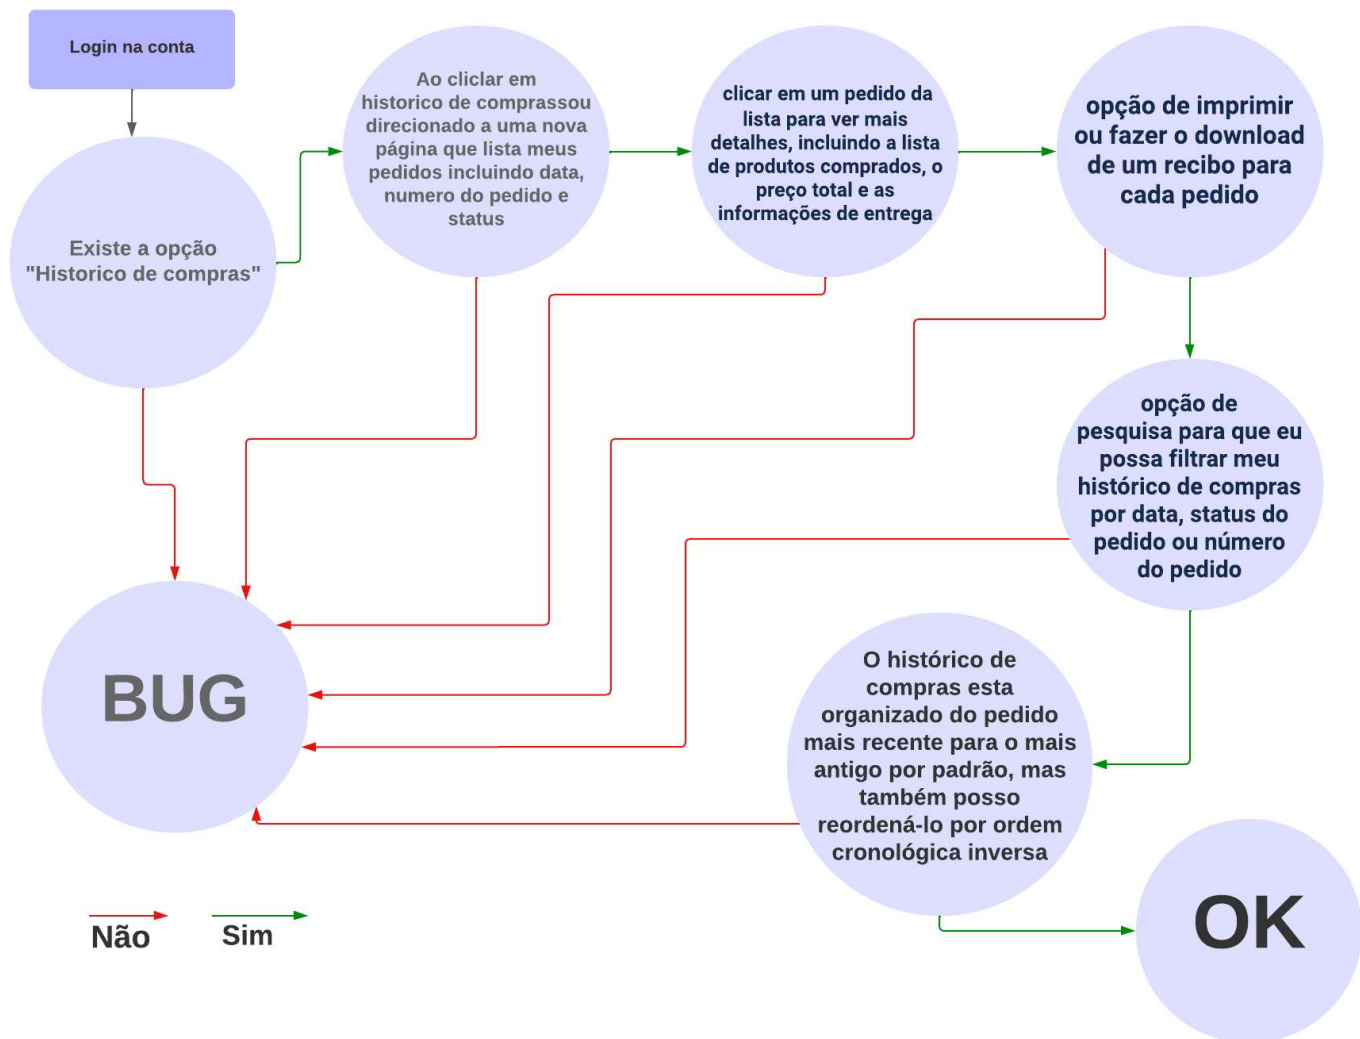 Login na conta
Existe a opção
"Historico de compras"
Ao cliclar em
historico de comprassou
direcionado a uma nova
página que lista meus
pedidos incluindo data,
numero do pedido e
status
clicar em um pedido da
lista para ver mais
detalhes, incluindo a lista
de produtos comprados, o
preço total e as
informações de entrega
opção de imprimir
ou fazer o download
de um recibo para
cada pedido
opção de
pesquisa para que eu
possa filtrar meu
histórico de compras
por data, status do
pedido ou número
do pedido
O histórico de
compras esta
organizado do pedido
mais recente para o mais
antigo por padrão, mas
também posso
reordená-lo por ordem
cronológica inversa
BUG
OK
Não
Sim